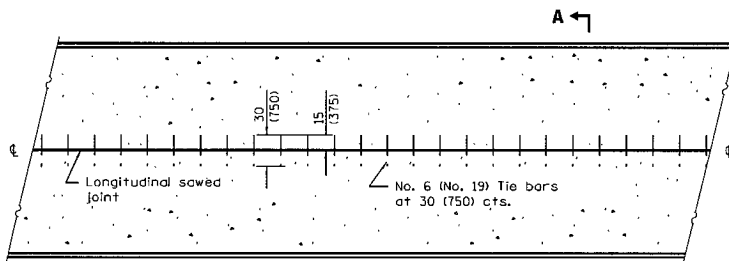 A
30
(750)
15
(375)
℄
℄
Longitudinal sawed
joint
No. 6 (No. 19) Tie bars
at 30 (750) cts.